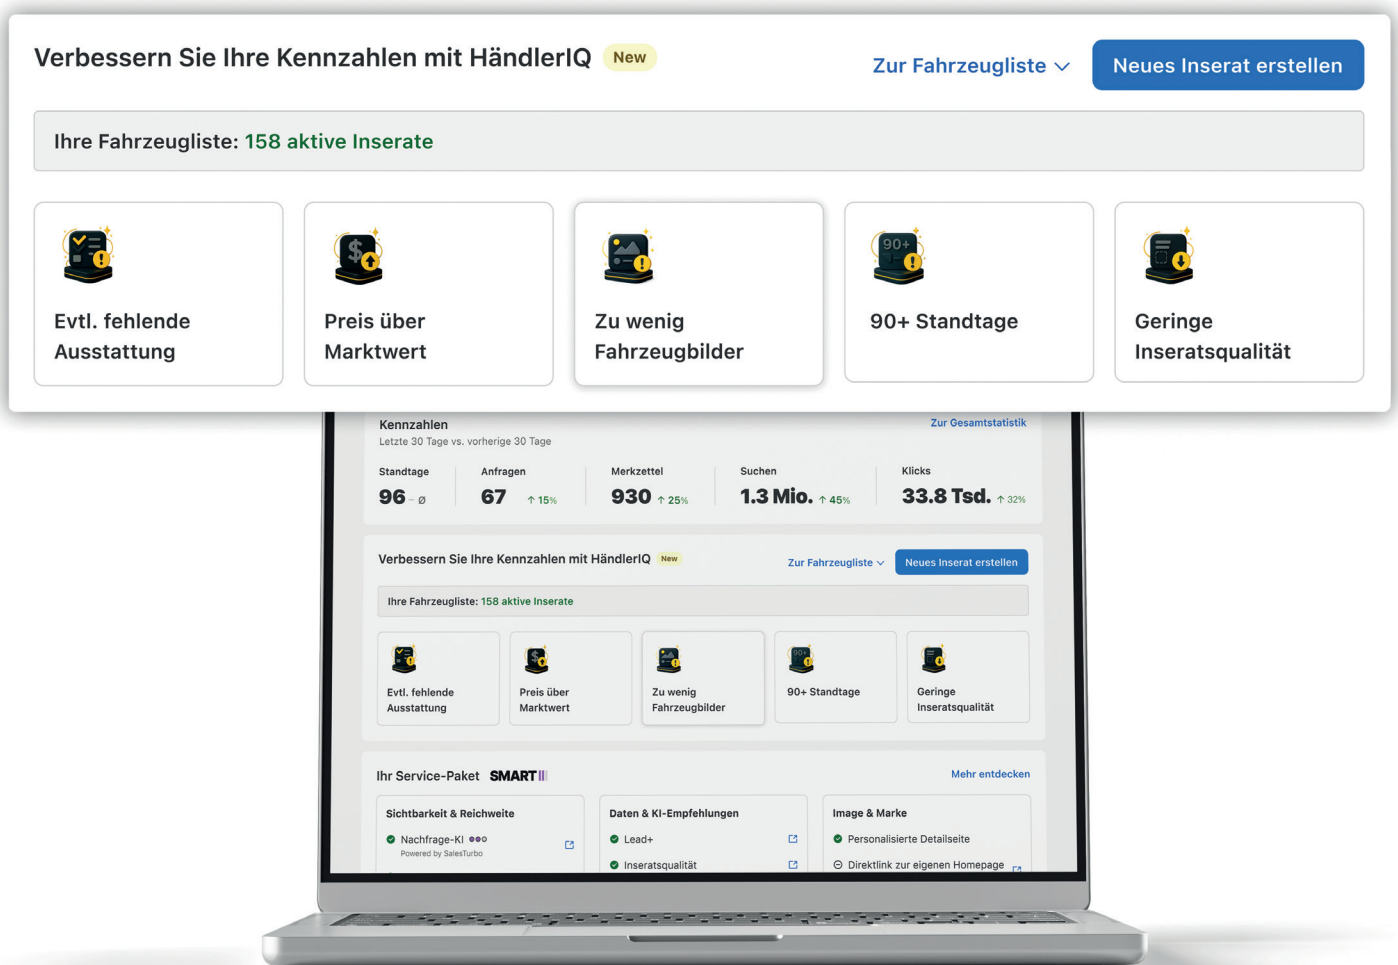 Verbessern Sie Ihre Kennzahlen mit HändlerIQ New
Zur Fahrzeugliste
Neues Inserat erstellen
Ihre Fahrzeugliste: 158 aktive Inserate
Evtl. fehlende
Ausstattung
$
Preis über
Marktwert
Zu wenig
Fahrzeugbilder
90+
90+ Standtage
Geringe
Inseratsqualität
Kennzahlen
Zur Gesamtstatistik
Letzte 30 Tage vs. vorherige 30 Tage
Standtage
96 – Ø
Anfragen
67 ↑ 15%
Merkzettel
930 ↑ 25%
Suchen
1.3 Mio. ↑ 45%
Klicks
33.8 Tsd. ↑ 32%
Verbessern Sie Ihre Kennzahlen mit HändlerIQ New
Zur Fahrzeugliste
Neues Inserat erstellen
Ihre Fahrzeugliste: 158 aktive Inserate
Evtl. fehlende
Ausstattung
$
Preis über
Marktwert
Zu wenig
Fahrzeugbilder
90+
90+ Standtage
Geringe
Inseratsqualität
Ihr Service-Paket SMART
Mehr entdecken
Sichtbarkeit & Reichweite
Nachfrage-KI
Powered by SalesTurbo
Daten & KI-Empfehlungen
Lead+
Inseratsqualität
Image & Marke
Personalisierte Detailseite
Direktlink zur eigenen Homepage